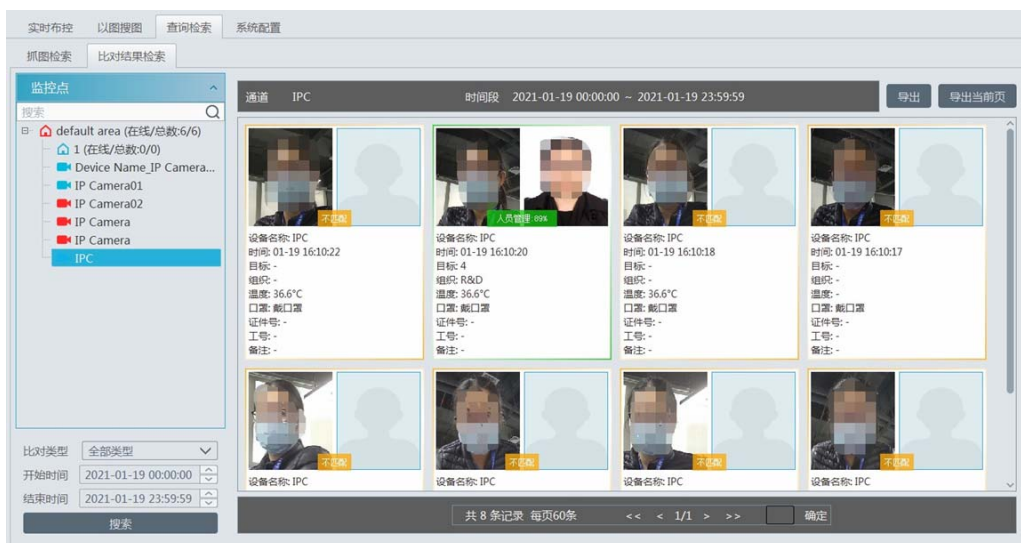 实时布控 以图搜图 查询检索 系统配置
抓图检索 比对结果检索
监控点
搜索
default area (在线/总数:6/6)
1 (在线/总数:0/0)
Device Name_IP Camera...
IP Camera01
IP Camera02
IP Camera
IP Camera
IPC
比对类型 全部类型
开始时间 2021-01-19 00:00:00
结束时间 2021-01-19 23:59:59
搜索
通道 IPC 时间段 2021-01-19 00:00:00 ~ 2021-01-19 23:59:59 导出 导出当前页
不匹配
设备名称: IPC
时间: 01-19 16:10:22
目标: -
组织: -
温度: 36.6°C
口罩: 戴口罩
证件号: -
工号: -
备注: -
人员管理: 89%
设备名称: IPC
时间: 01-19 16:10:20
目标: 4
组织: R&D
温度: 36.6°C
口罩: 戴口罩
证件号: -
工号: -
备注: -
不匹配
设备名称: IPC
时间: 01-19 16:10:18
目标: -
组织: -
温度: 36.6°C
口罩: 戴口罩
证件号: -
工号: -
备注: -
不匹配
设备名称: IPC
时间: 01-19 16:10:17
目标: -
组织: -
温度: -
口罩: 戴口罩
证件号: -
工号: -
备注: -
不匹配
设备名称: IPC
不匹配
设备名称: IPC
不匹配
设备名称: IPC
不匹配
设备名称: IPC
共 8 条记录 每页60条 << < 1/1 > >> 确定